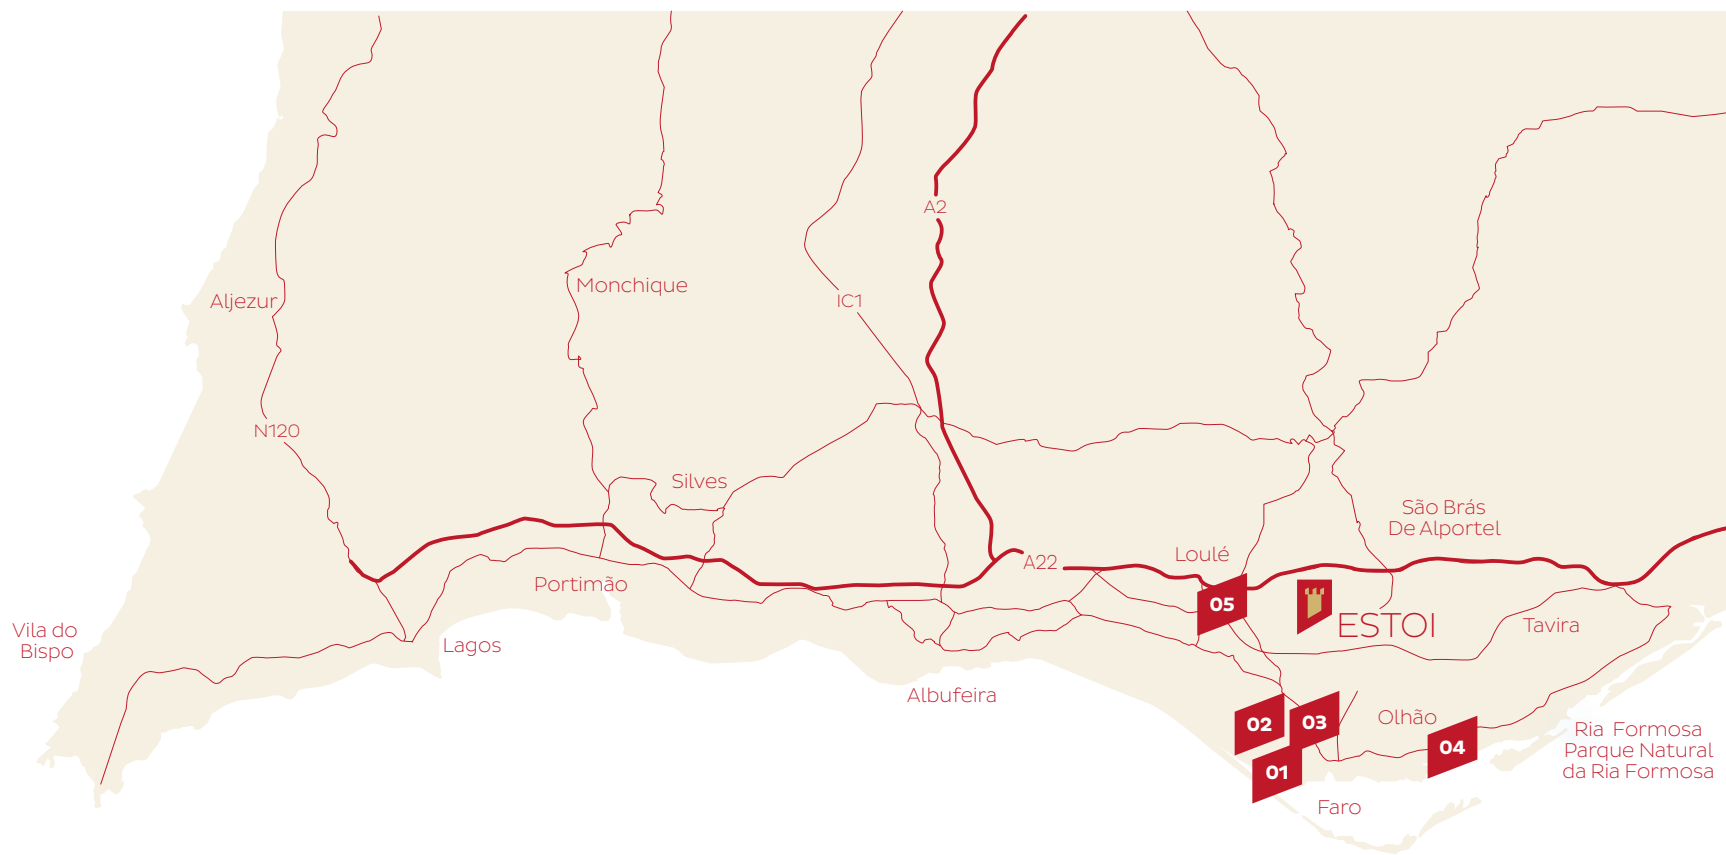 A2
Monchique
Aljezur
IC1
N120
Silves
São Brás
De Alportel
Loulé
A22
Portimão
05
ESTOI
Tavira
Vila do
Bispo
Lagos
Albufeira
02
03
Olhão
04
01
Ria Formosa
Parque Natural
da Ria Formosa
Faro